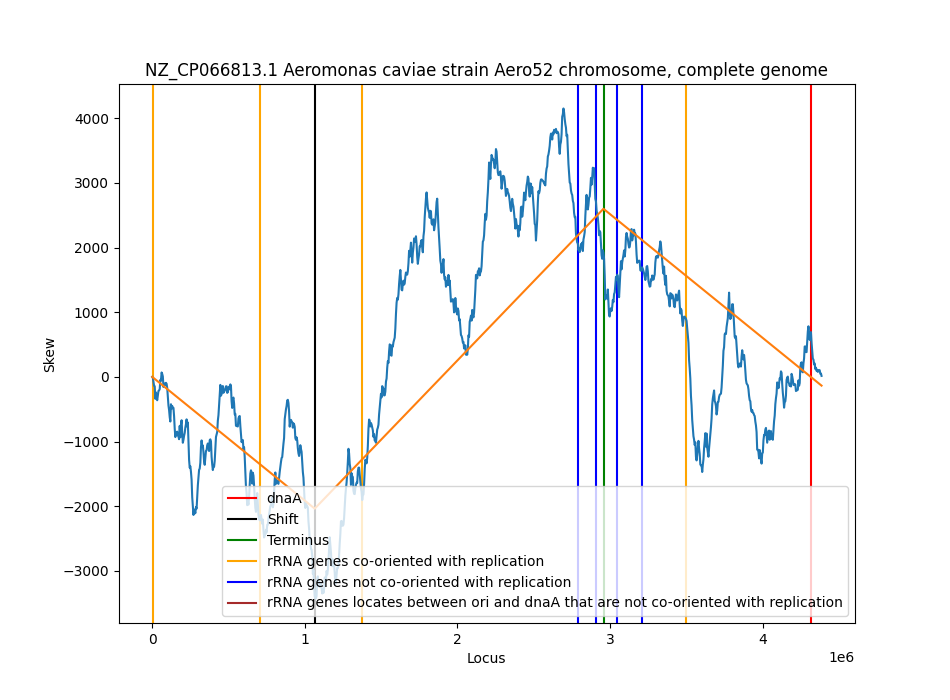 NZ_CP066813.1 Aeromonas caviae strain Aero52 chromosome, complete genome
4000
3000
2000
1000
0
−1000
−2000
−3000
Skew
dnaA
Shift
Terminus
rRNA genes co-oriented with replication
rRNA genes not co-oriented with replication
rRNA genes locates between ori and dnaA that are not co-oriented with replication
0 1 2 3 4
1e6
Locus